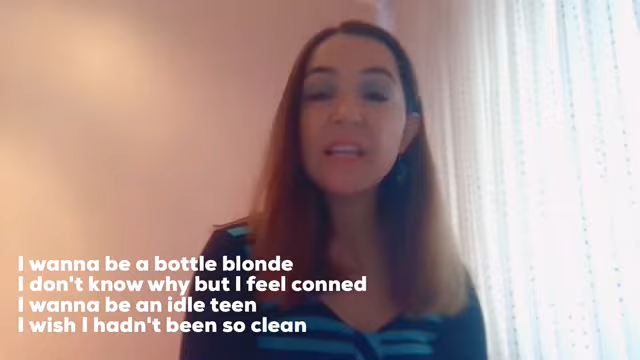 I wanna be a bottle blonde
I don't know why but I feel conned
I wanna be an idle teen
I wish I hadn't been so clean